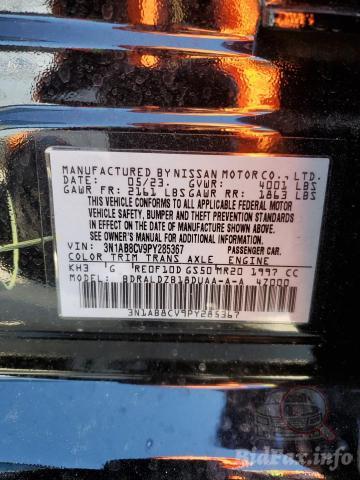 MANUFACTURED BY NISSAN MOTOR CO., LTD.
DATE: 05/23. GVWR: 4001 LBS
GAWR FR: 2161 LBS GAWR RR: 1863 LBS
THIS VEHICLE CONFORMS TO ALL APPLICABLE FEDERAL MOTOR
VEHICLE SAFETY, BUMPER AND THEFT PREVENTION STANDARDS
IN EFFECT ON THE DATE OF MANUFACTURE SHOWN ABOVE.
SEE OWNER'S MANUAL FOR ADDITIONAL INFORMATION.
VIN: 3N1AB8CV9PY285367 PASSENGER CAR.
COLOR TRIM TRANS AXLE ENGINE
KH3 G RE0F10D GS50 MR20 1997 CC
MODEL: BDRALDZB18DUAA-A-A 47000
3N1AB8CV9PY285367
BidFax.info